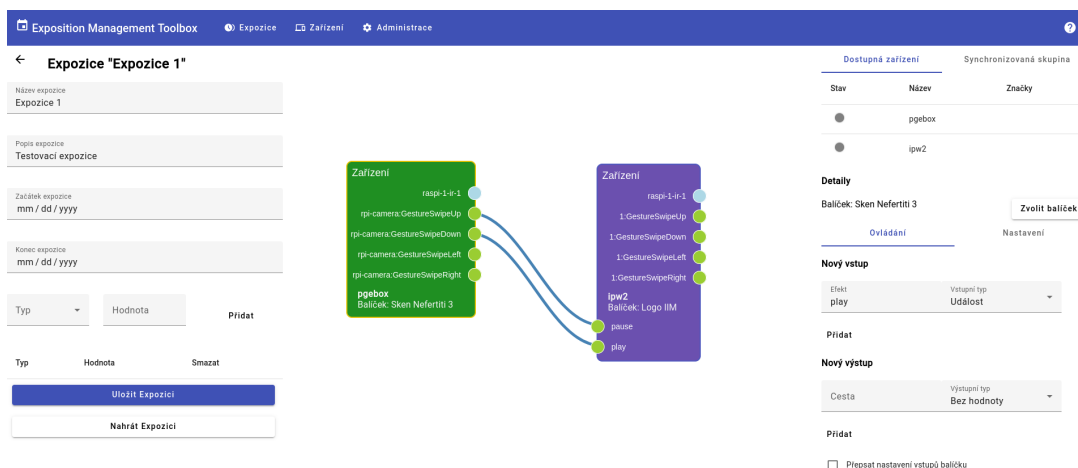 Exposition Management Toolbox
Expozice
Zařízení
Administrace
Expozice "Expozice 1"
Název expozice
Expozice 1
Popis expozice
Testovací expozice
Začátek expozice
mm / dd / yyyy
Konec expozice
mm / dd / yyyy
Typ
Hodnota
Přidat
Typ Hodnota Smazat
Uložit Expozici
Nahrát Expozici
Zařízení
raspi-1-ir-1
rpi-camera:GestureSwipeUp
rpi-camera:GestureSwipeDown
rpi-camera:GestureSwipeLeft
rpi-camera:GestureSwipeRight
pgebox
Balíček: Sken Nefertiti 3
Zařízení
raspi-1-ir-1
1:GestureSwipeUp
1:GestureSwipeDown
1:GestureSwipeLeft
1:GestureSwipeRight
ipw2
Balíček: Logo IIM
pause
play
Dostupná zařízení
Synchronizovaná skupina
Stav Název Značky
pgebox
ipw2
Detaily
Balíček: Sken Nefertiti 3
Zvolit balíček
Ovládání
Nastavení
Nový vstup
Efekt
play
Vstupní typ
Událost
Přidat
Nový výstup
Cesta
Výstupní typ
Bez hodnoty
Přidat
Přepsat nastavení vstupů balíčku